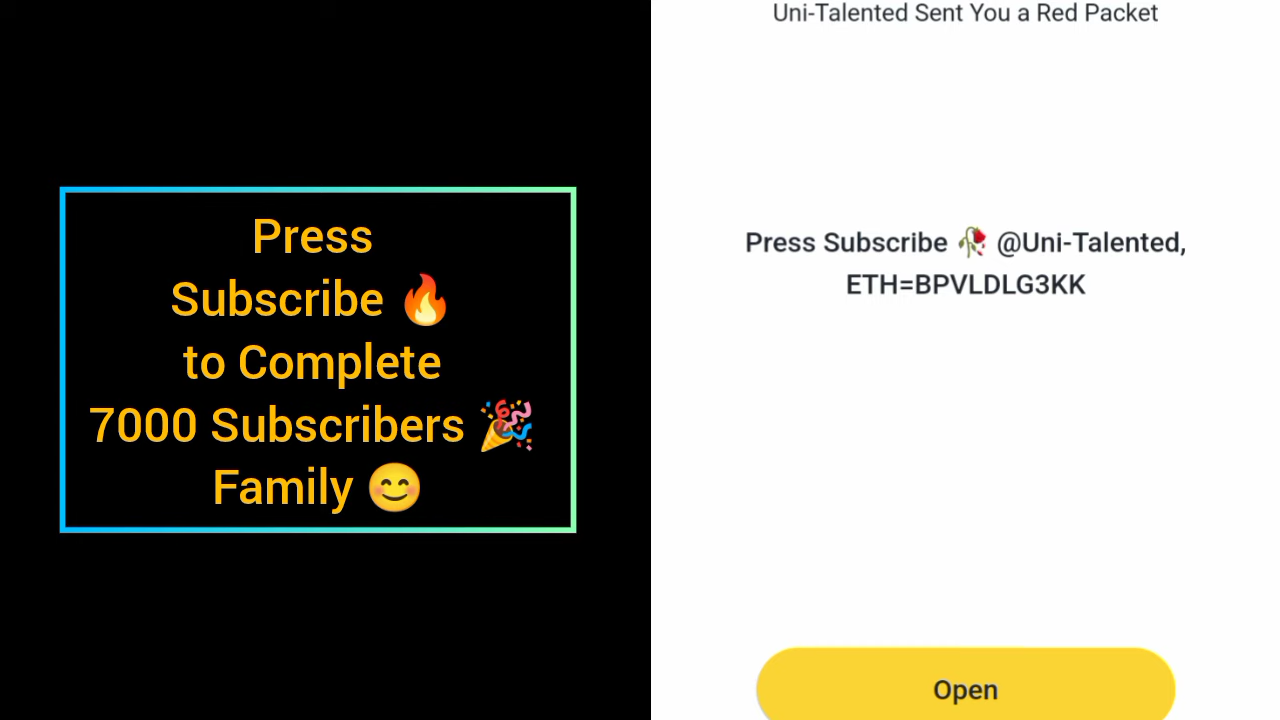 Press
Subscribe 🔥
to Complete
7000 Subscribers 🎉
Family 😊
Uni-Talented Sent You a Red Packet
Press Subscribe 🥀 @Uni-Talented,
ETH=BPVLDLG3KK
Open